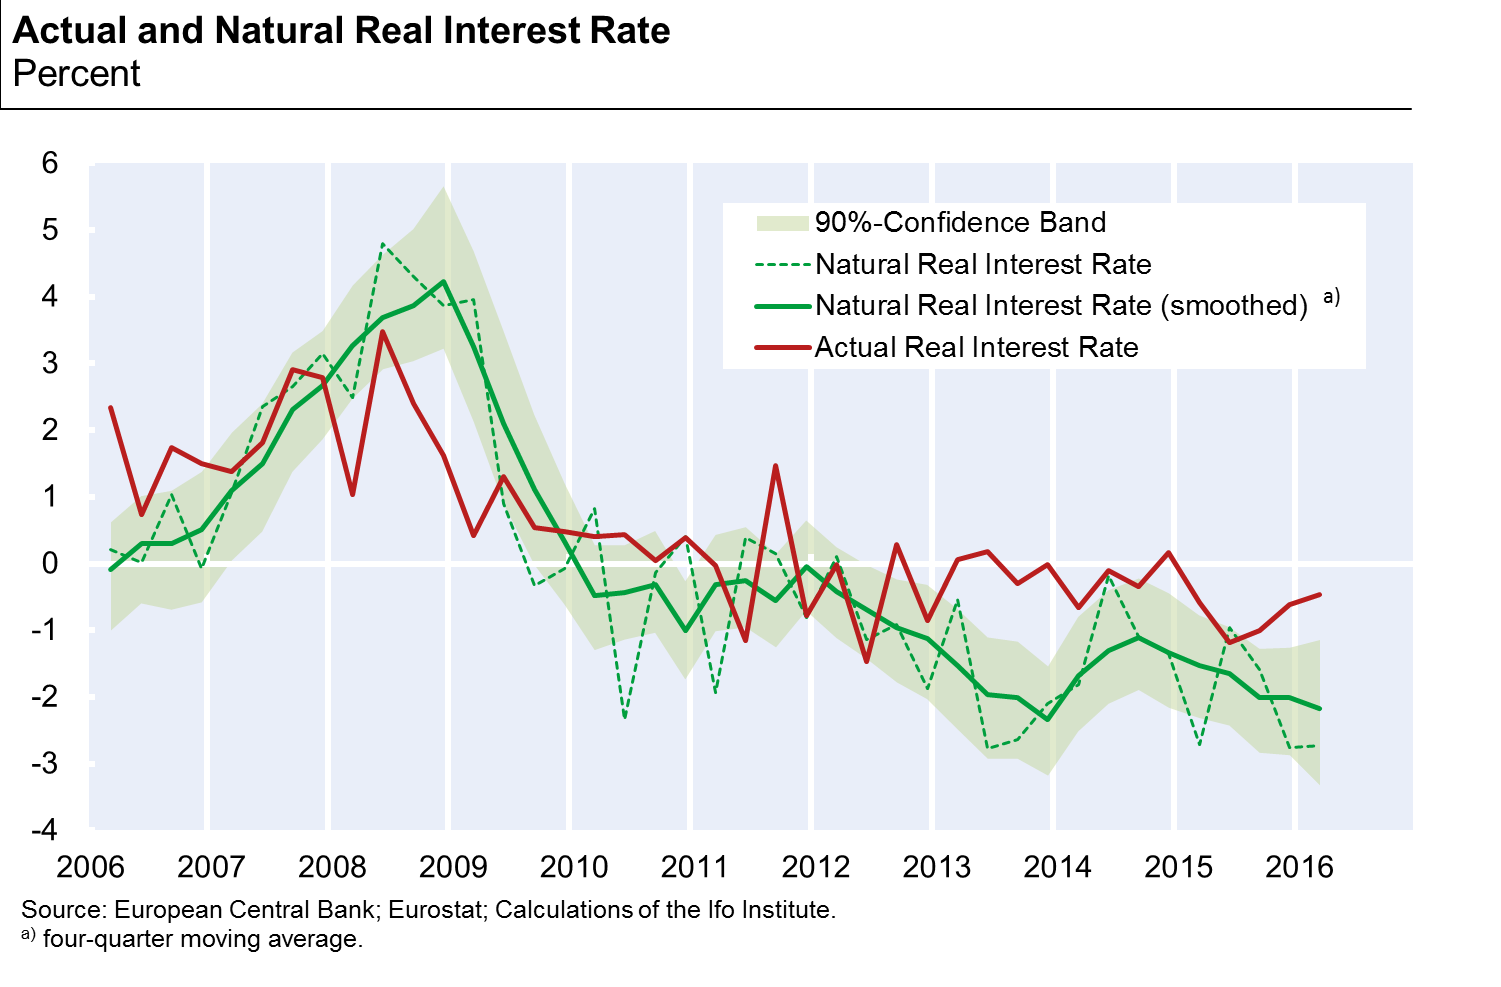 Actual and Natural Real Interest Rate
Percent
6
5
4
3
2
1
0
-1
-2
-3
-4
90%-Confidence Band
Natural Real Interest Rate
Natural Real Interest Rate (smoothed) a)
Actual Real Interest Rate
2006 2007 2008 2009 2010 2011 2012 2013 2014 2015 2016
Source: European Central Bank; Eurostat; Calculations of the Ifo Institute.
a) four-quarter moving average.